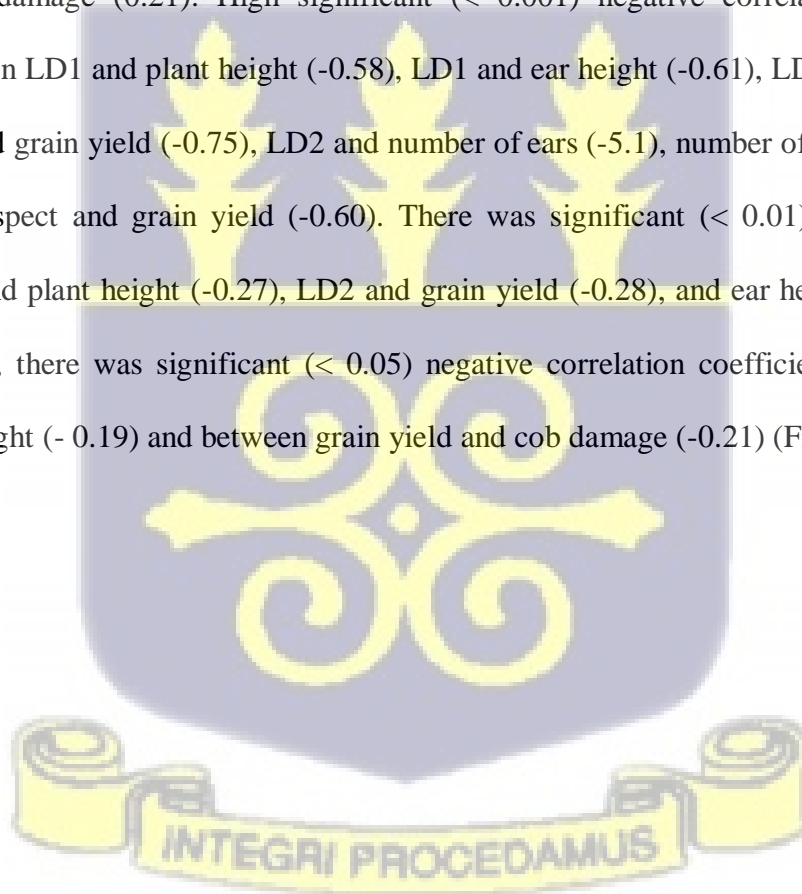 damage (0.21). High significant (< 0.001) negative correla
n LD1 and plant height (-0.58), LD1 and ear height (-0.61), LD
grain yield (-0.75), LD2 and number of ears (-5.1), number of
spect and grain yield (-0.60). There was significant (< 0.01)
d plant height (-0.27), LD2 and grain yield (-0.28), and ear he
, there was significant (< 0.05) negative correlation coefficie
ght (- 0.19) and between grain yield and cob damage (-0.21) (F
INTEGRI PROCEDAMUS